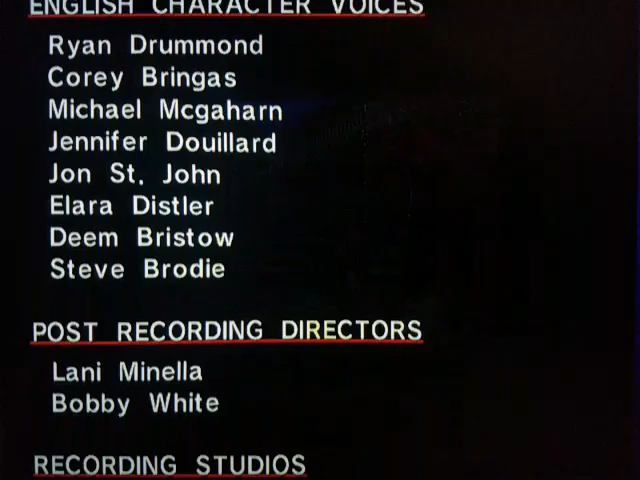 ENGLISH CHARACTER VOICES
Ryan Drummond
Corey Bringas
Michael Mcgaharn
Jennifer Douillard
Jon St. John
Elara Distler
Deem Bristow
Steve Brodie
POST RECORDING DIRECTORS
Lani Minella
Bobby White
RECORDING STUDIOS